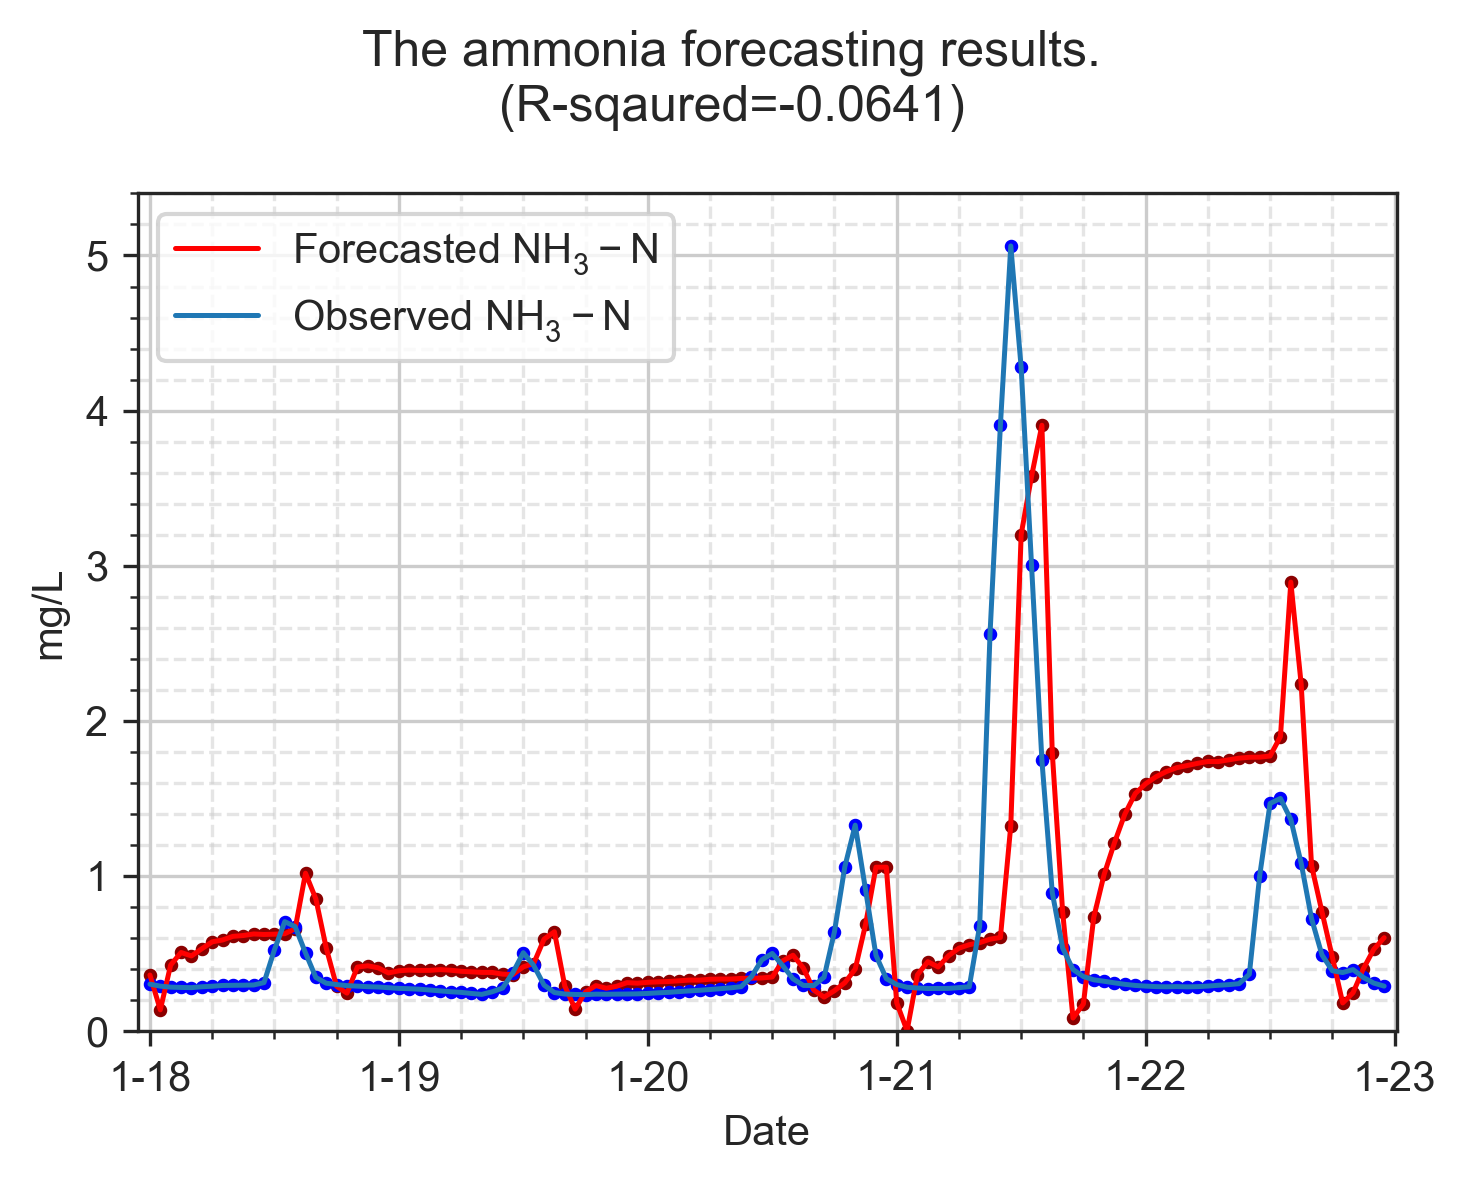 The ammonia forecasting results.
(R-sqaured=-0.0641)
Forecasted NH₃ − N
Observed NH₃ − N
5
4
3
2
1
0
mg/L
1-18 1-19 1-20 1-21 1-22 1-23
Date